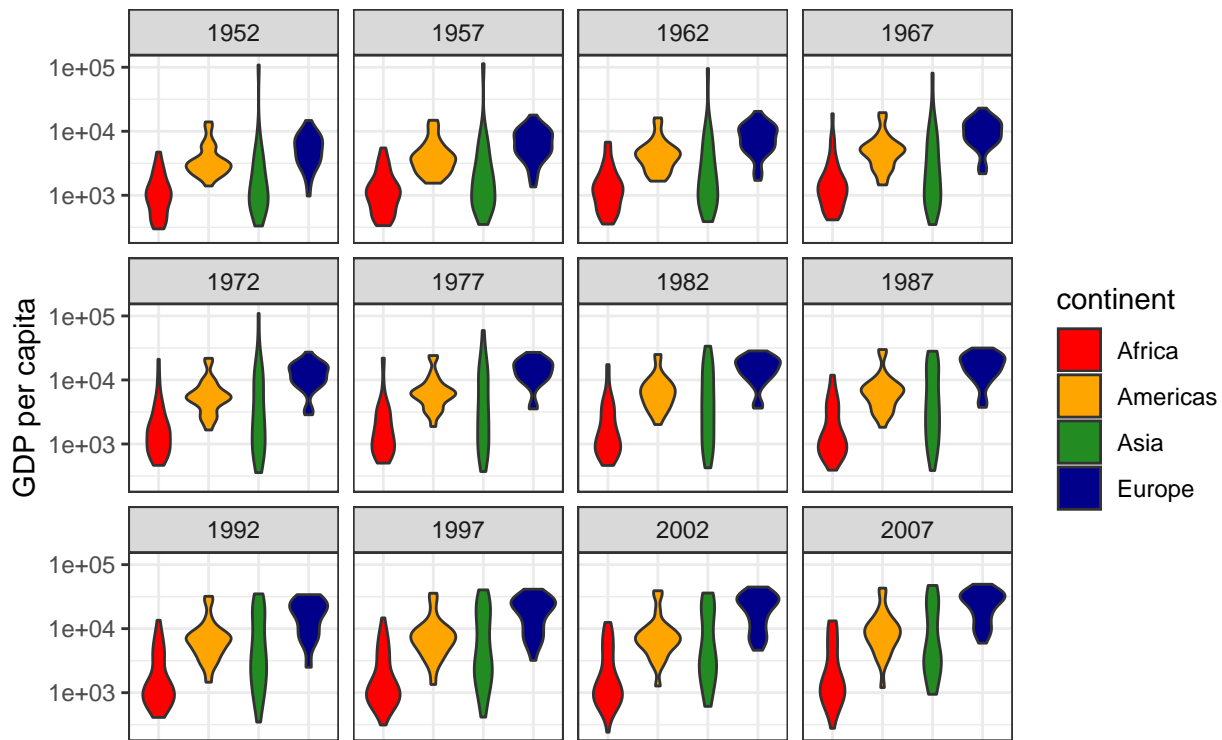 1952 1957 1962 1967
1e+05
1e+04
1e+03
1972 1977 1982 1987
1e+05
1e+04
1e+03
1992 1997 2002 2007
1e+05
1e+04
1e+03
GDP per capita
continent
Africa
Americas
Asia
Europe